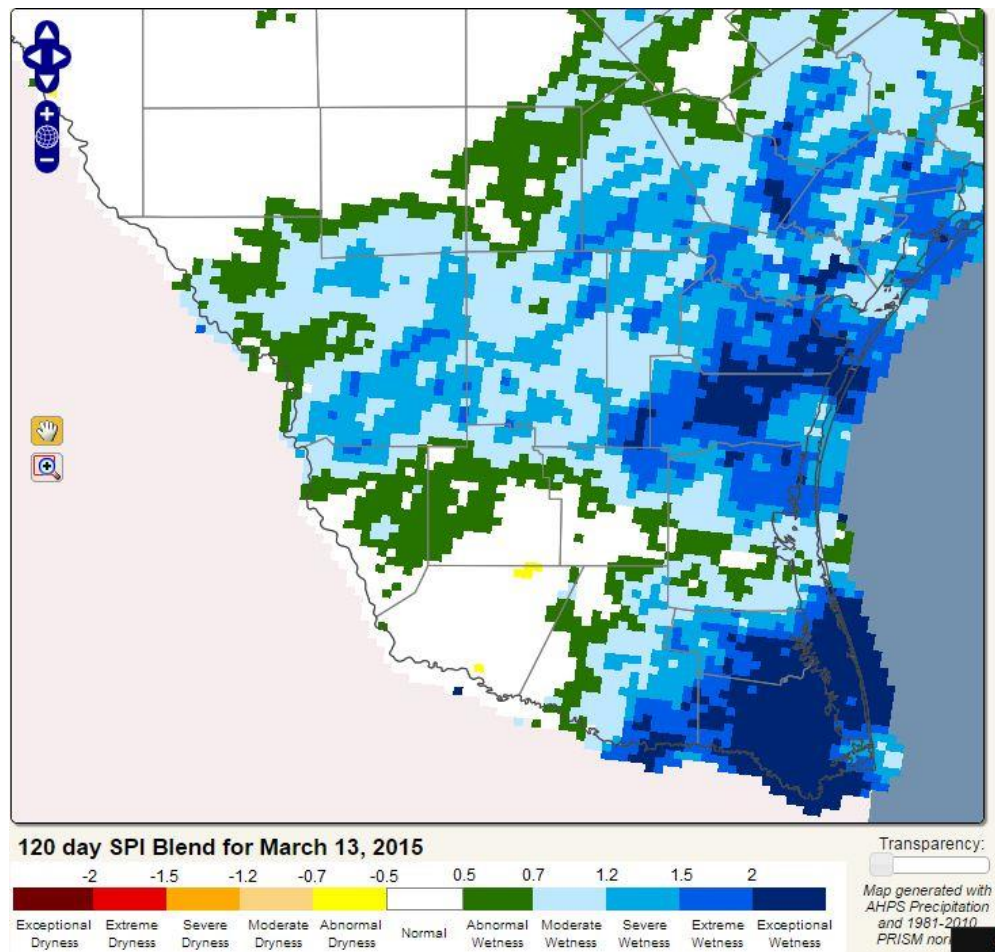 120 day SPI Blend for March 13, 2015
Transparency:
-2 -1.5 -1.2 -0.7 -0.5 0.5 0.7 1.2 1.5 2
Exceptional Dryness
Extreme Dryness
Severe Dryness
Moderate Dryness
Abnormal Dryness
Normal
Abnormal Wetness
Moderate Wetness
Severe Wetness
Extreme Wetness
Exceptional Wetness
Map generated with
AHPS Precipitation
and 1981-2010
PRISM